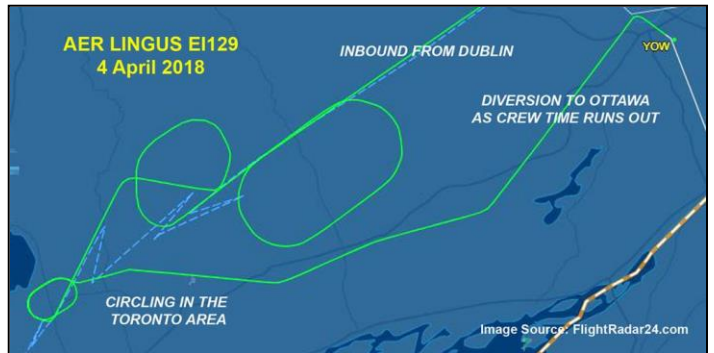 AER LINGUS EI129
4 April 2018
INBOUND FROM DUBLIN
YOW
DIVERSION TO OTTAWA
AS CREW TIME RUNS OUT
CIRCLING IN THE
TORONTO AREA
Image Source: FlightRadar24.com